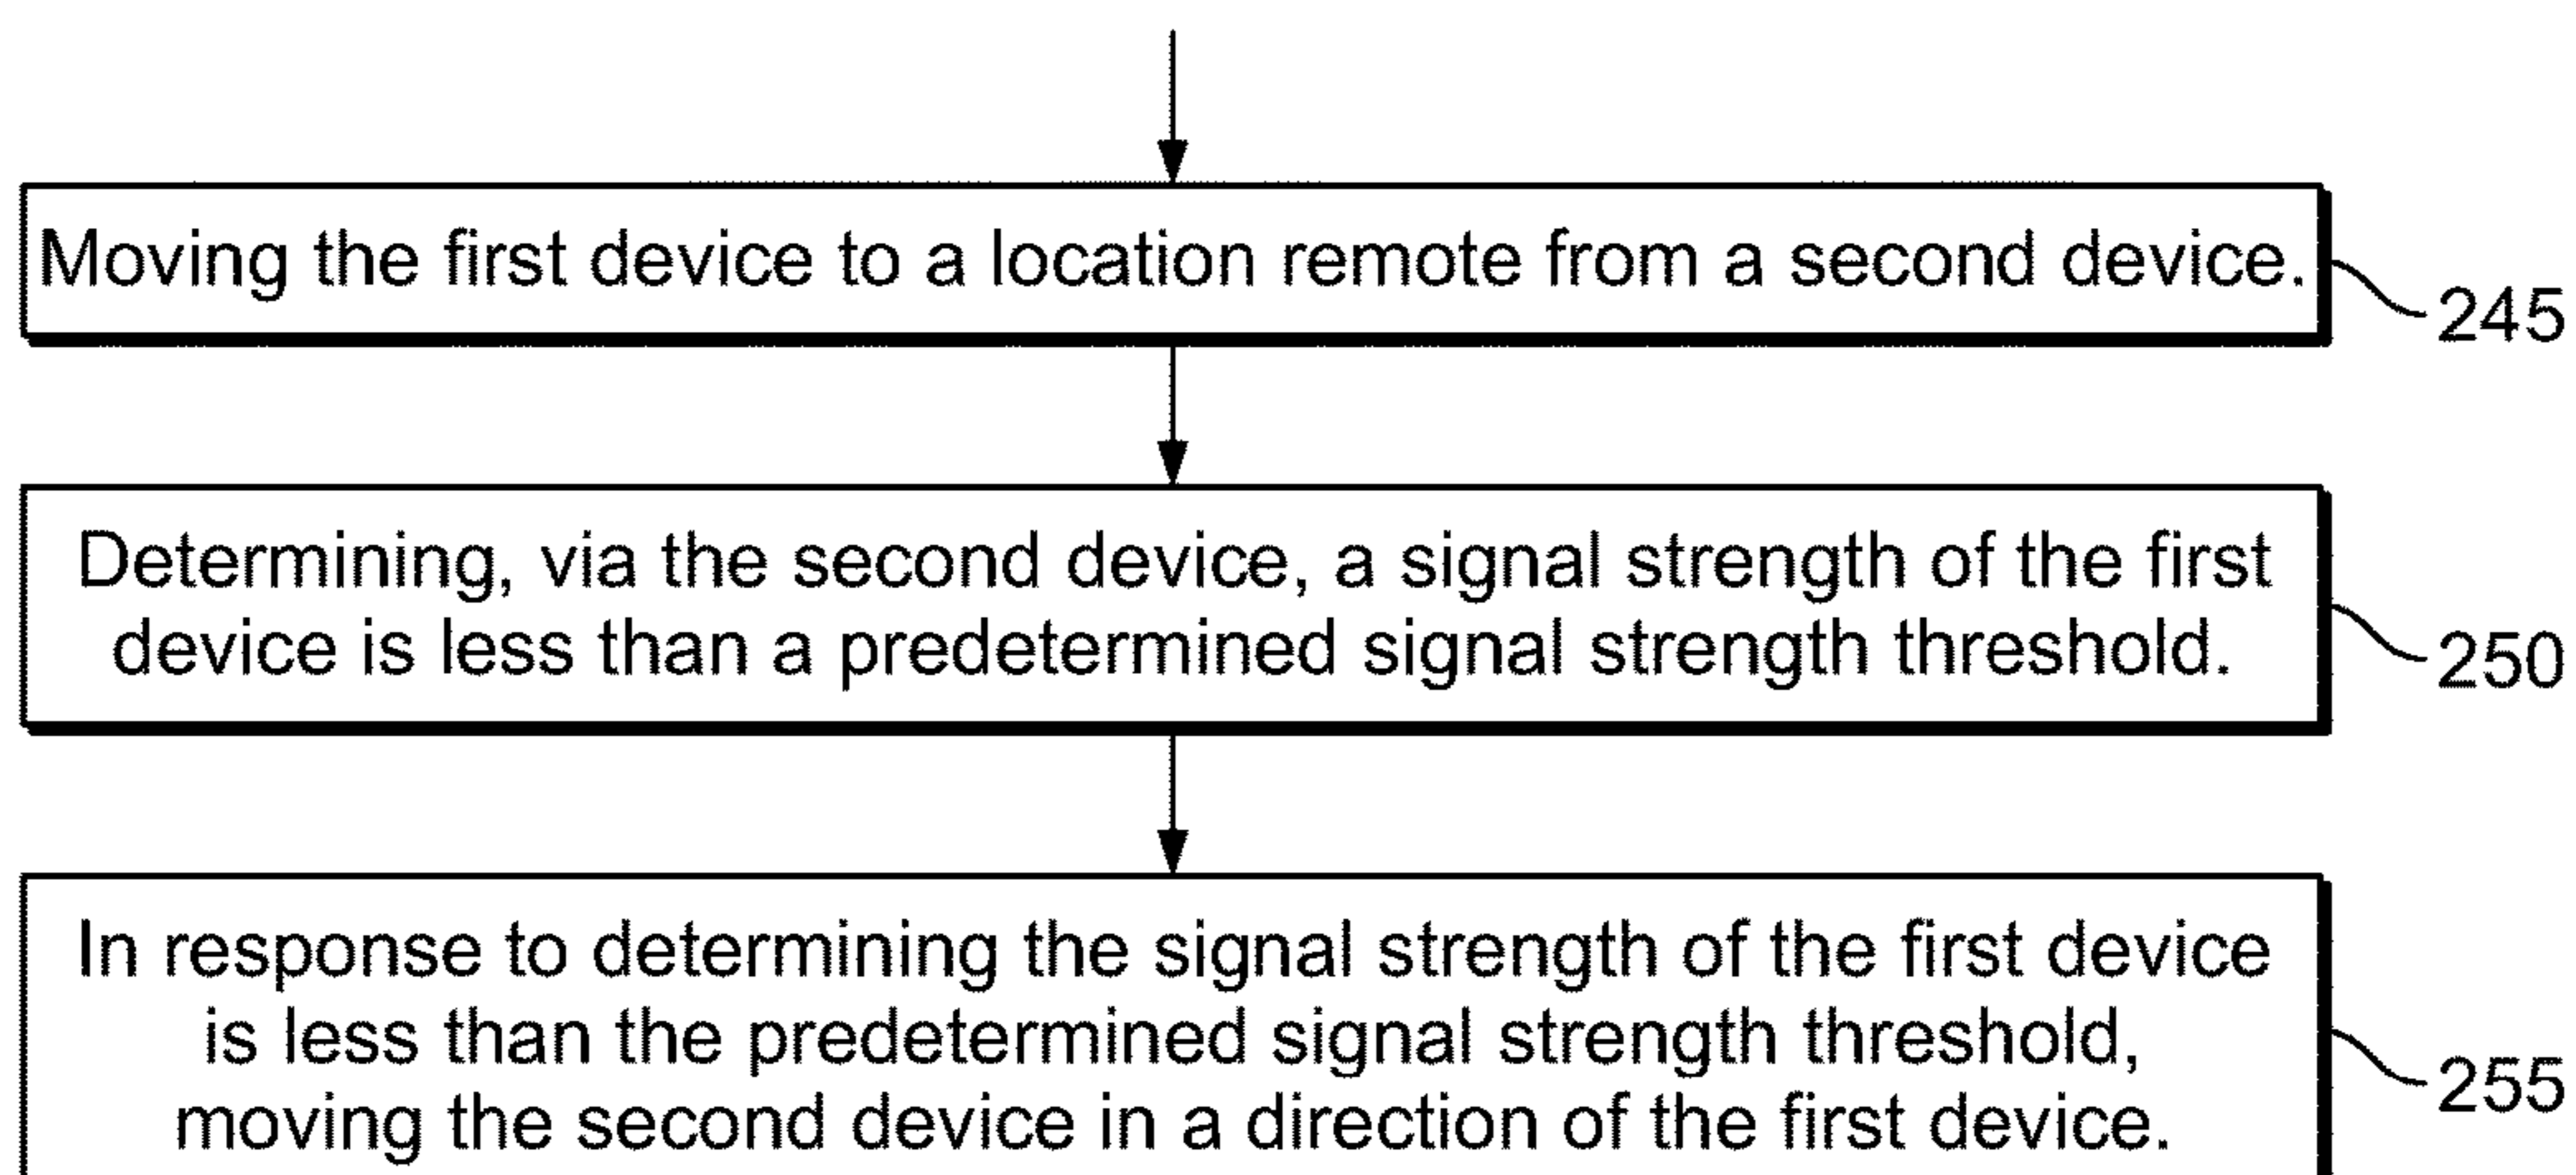 Moving the first device to a location remote from a second device.
245
Determining, via the second device, a signal strength of the first
device is less than a predetermined signal strength threshold.
250
In response to determining the signal strength of the first device
is less than the predetermined signal strength threshold,
moving the second device in a direction of the first device.
255